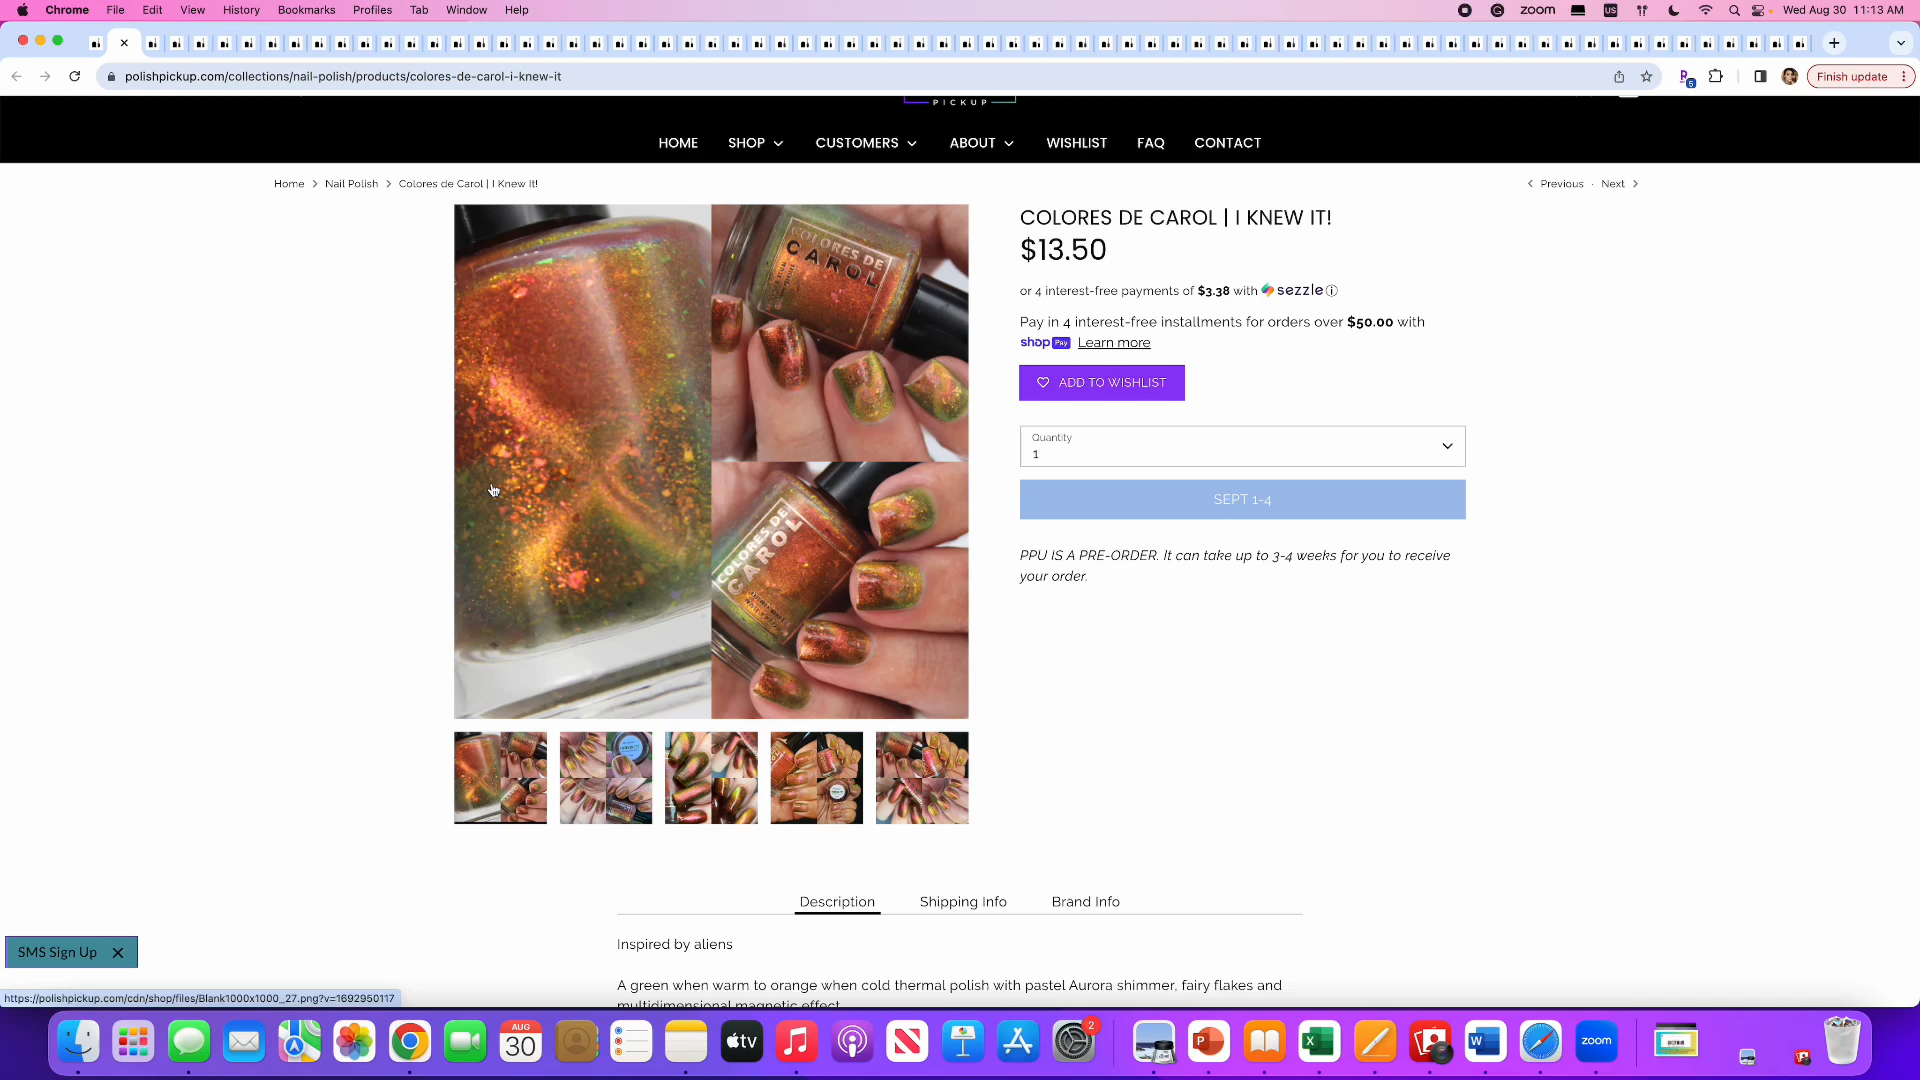 Chrome File Edit View History Bookmarks Profiles Tab Window Help
zoom US Wed Aug 30 11:13 AM
polishpickup.com/collections/nail-polish/products/colores-de-carol-i-knew-it
Finish update
PICKUP
HOME SHOP CUSTOMERS ABOUT WISHLIST FAQ CONTACT
Home > Nail Polish > Colores de Carol | I Knew It!
< Previous · Next >
COLORES DE CAROL | I KNEW IT!
$13.50
or 4 interest-free payments of $3.38 with sezzle
Pay in 4 interest-free installments for orders over $50.00 with
shop Pay Learn more
ADD TO WISHLIST
Quantity
1
SEPT 1-4
PPU IS A PRE-ORDER. It can take up to 3-4 weeks for you to receive
your order.
COLORES DE
CAROL
COLORES DE
CAROL
Description Shipping Info Brand Info
Inspired by aliens
A green when warm to orange when cold thermal polish with pastel Aurora shimmer, fairy flakes and
multidimensional magnetic effect
SMS Sign Up
https://polishpickup.com/cdn/shop/files/Blank1000x1000_27.png?v=1692950117
AUG
30
tv
2
zoom